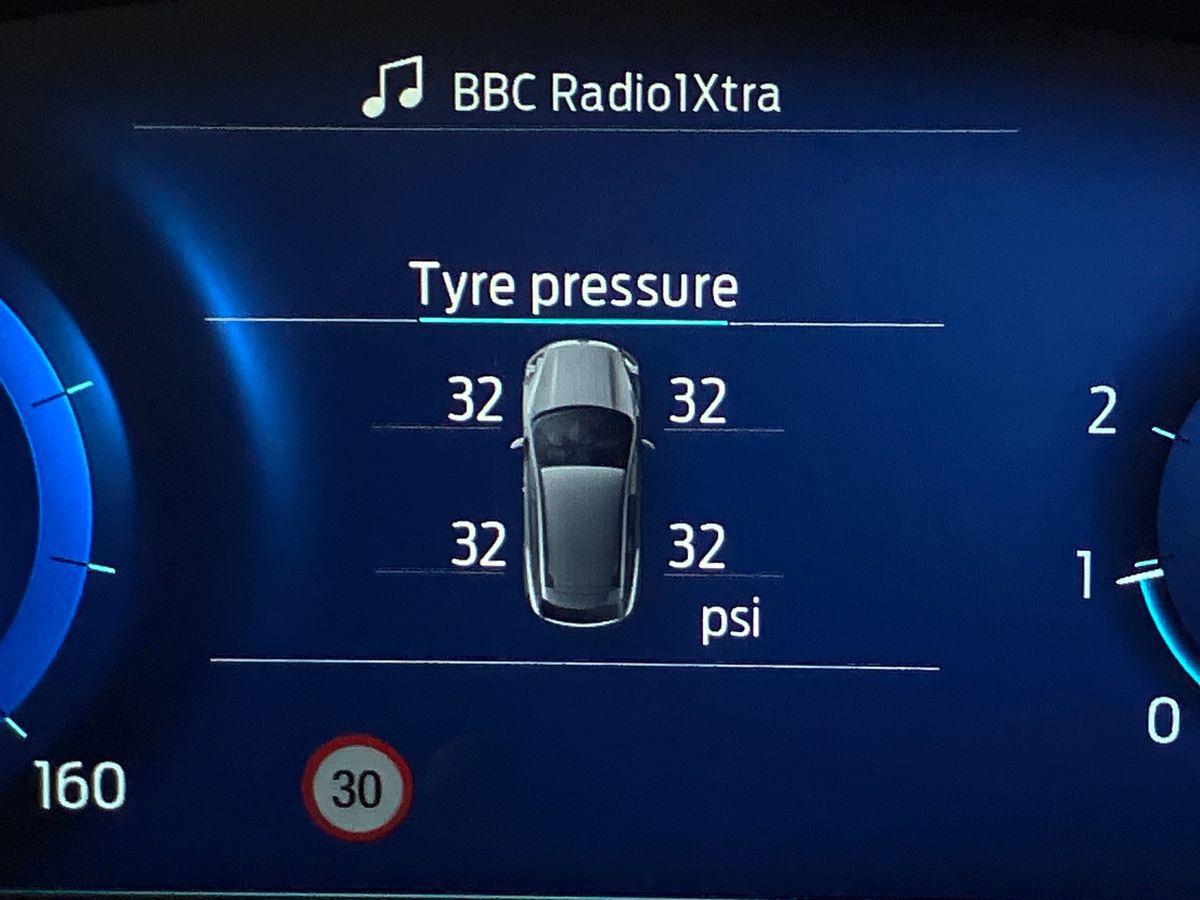 BBC Radio1Xtra
Tyre pressure
32 32
2
32 32
1
psi
0
160
30